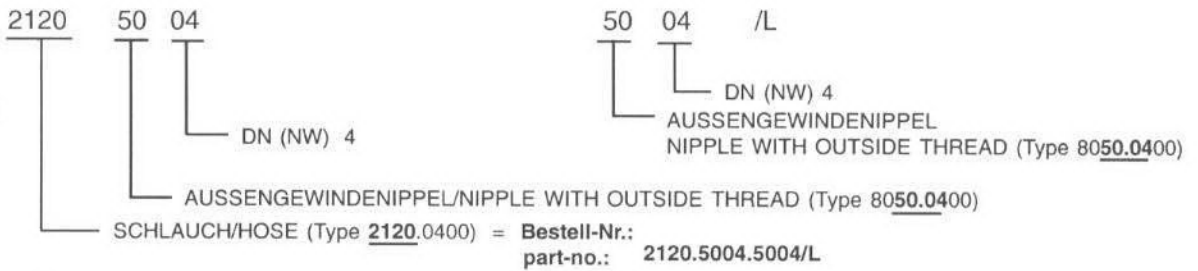 2120 50 04 50 04 /L
DN (NW) 4
AUSSENGEWINDENIPPEL
NIPPLE WITH OUTSIDE THREAD (Type 8050.0400)
DN (NW) 4
AUSSENGEWINDENIPPEL/NIPPLE WITH OUTSIDE THREAD (Type 8050.0400)
SCHLAUCH/HOSE (Type 2120.0400) = Bestell-Nr.:
part-no.: 2120.5004.5004/L